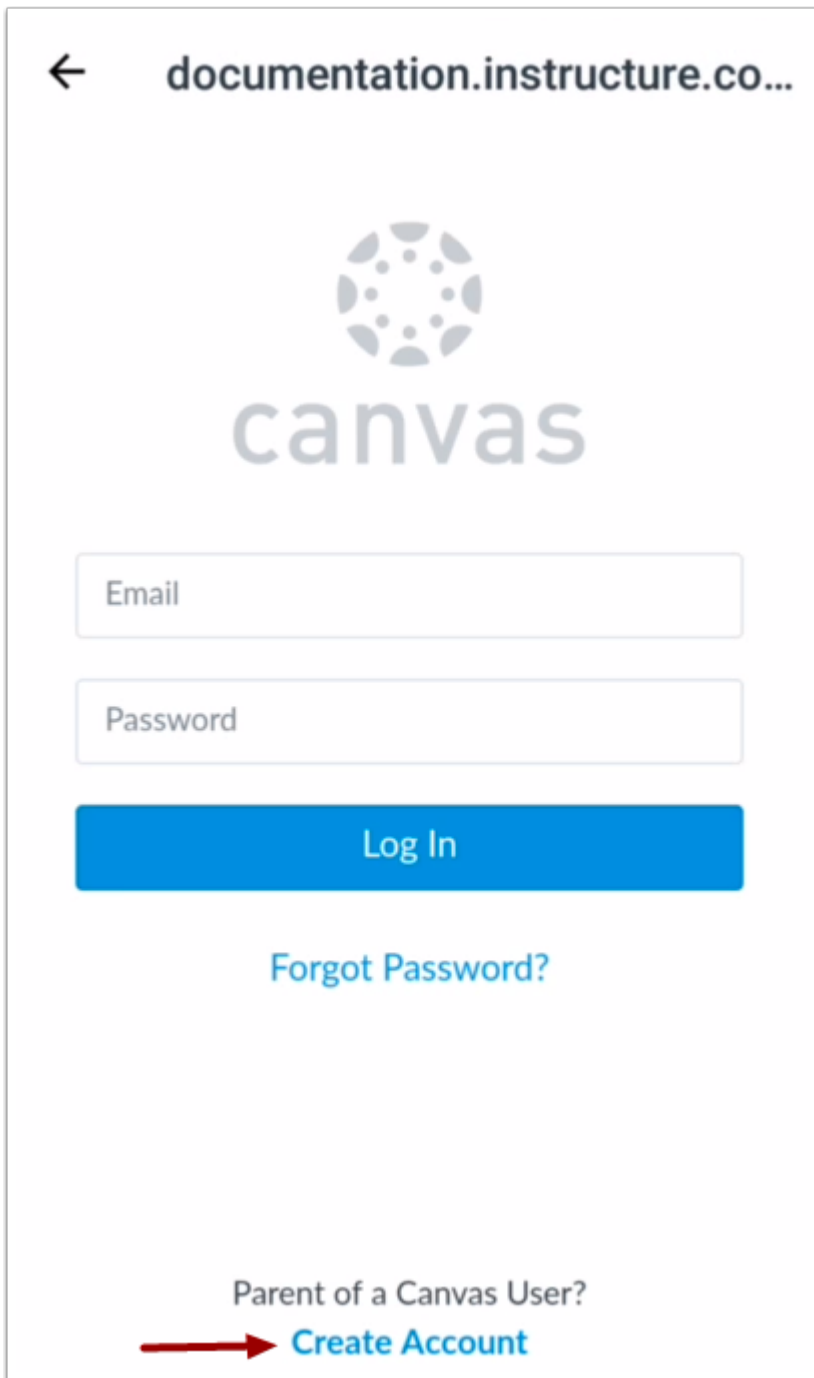 documentation.instructure.co...
canvas
Email
Password
Log In
Forgot Password?
Parent of a Canvas User?
Create Account